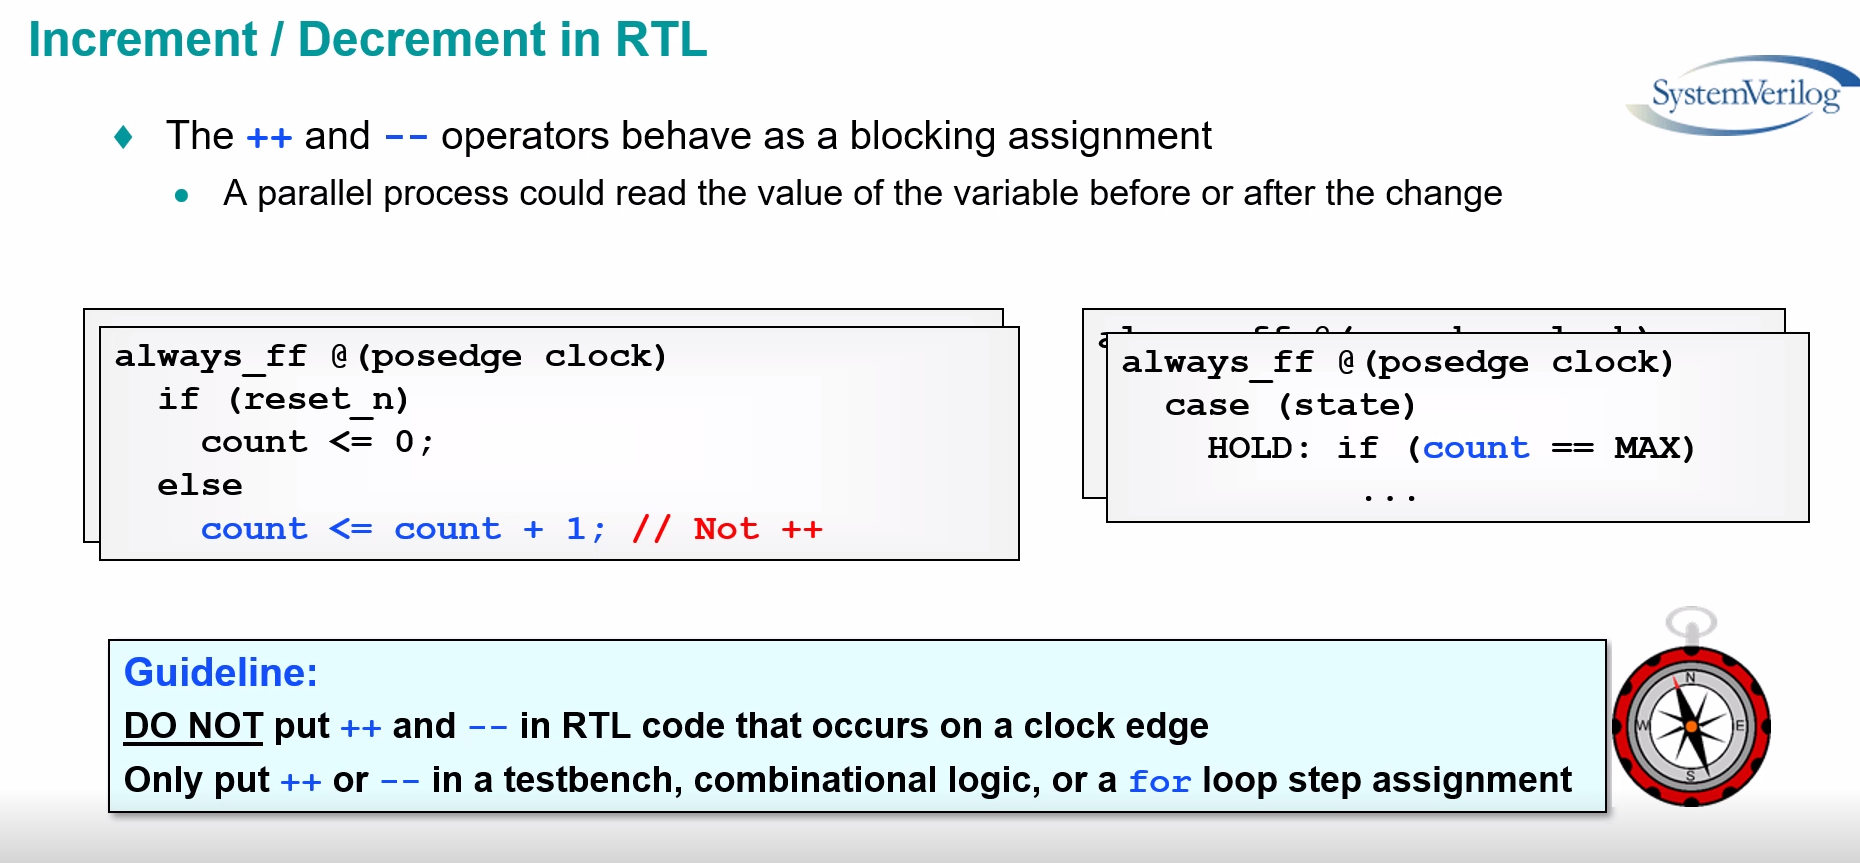 Increment / Decrement in RTL
SystemVerilog
The ++ and -- operators behave as a blocking assignment
A parallel process could read the value of the variable before or after the change
always_ff @(posedge clock)
if (reset_n)
count <= 0;
else
count <= count + 1; // Not ++
always_ff @(posedge clock)
case (state)
HOLD: if (count == MAX)
...
Guideline:
DO NOT put ++ and -- in RTL code that occurs on a clock edge
Only put ++ or -- in a testbench, combinational logic, or a for loop step assignment
N
W E
S